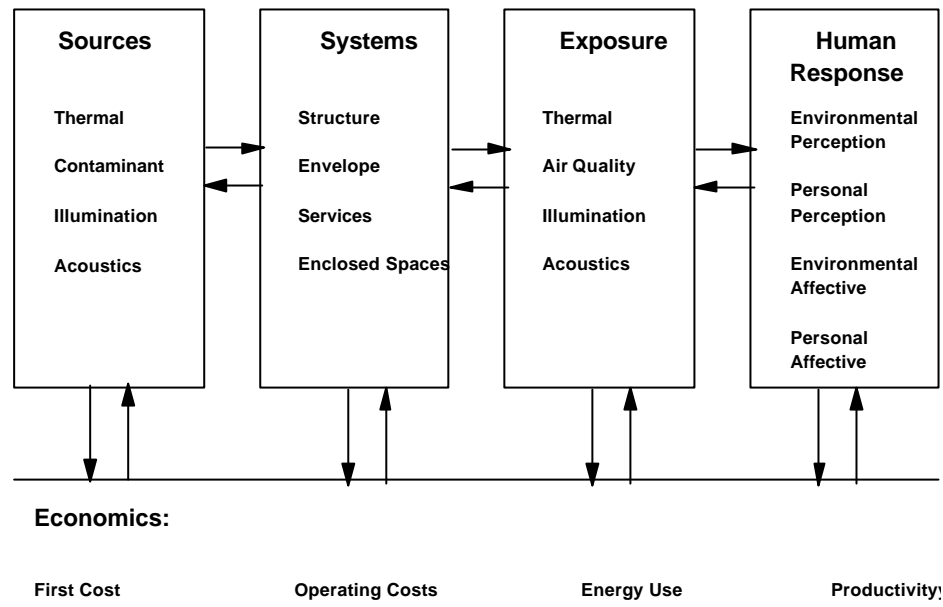 Sources
Thermal
Contaminant
Illumination
Acoustics
Systems
Structure
Envelope
Services
Enclosed Spaces
Exposure
Thermal
Air Quality
Illumination
Acoustics
Human
Response
Environmental
Perception
Personal
Perception
Environmental
Affective
Personal
Affective
Economics:
First Cost
Operating Costs
Energy Use
Productivityy